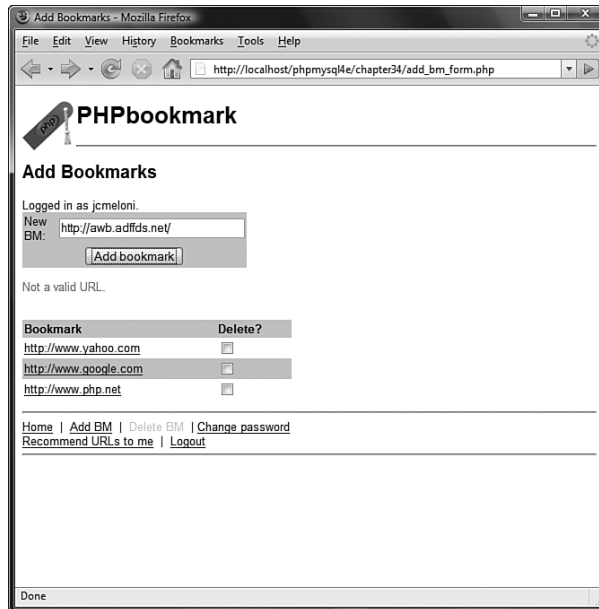 Add Bookmarks - Mozilla Firefox
File Edit View History Bookmarks Tools Help
http://localhost/phpmysql4e/chapter34/add_bm_form.php
php
PHPbookmark
Add Bookmarks
Logged in as jcmeloni.
New BM: http://awb.adffds.net/
Add bookmark
Not a valid URL.
Bookmark Delete?
http://www.yahoo.com
http://www.google.com
http://www.php.net
Home | Add BM | Delete BM | Change password
Recommend URLs to me | Logout
Done